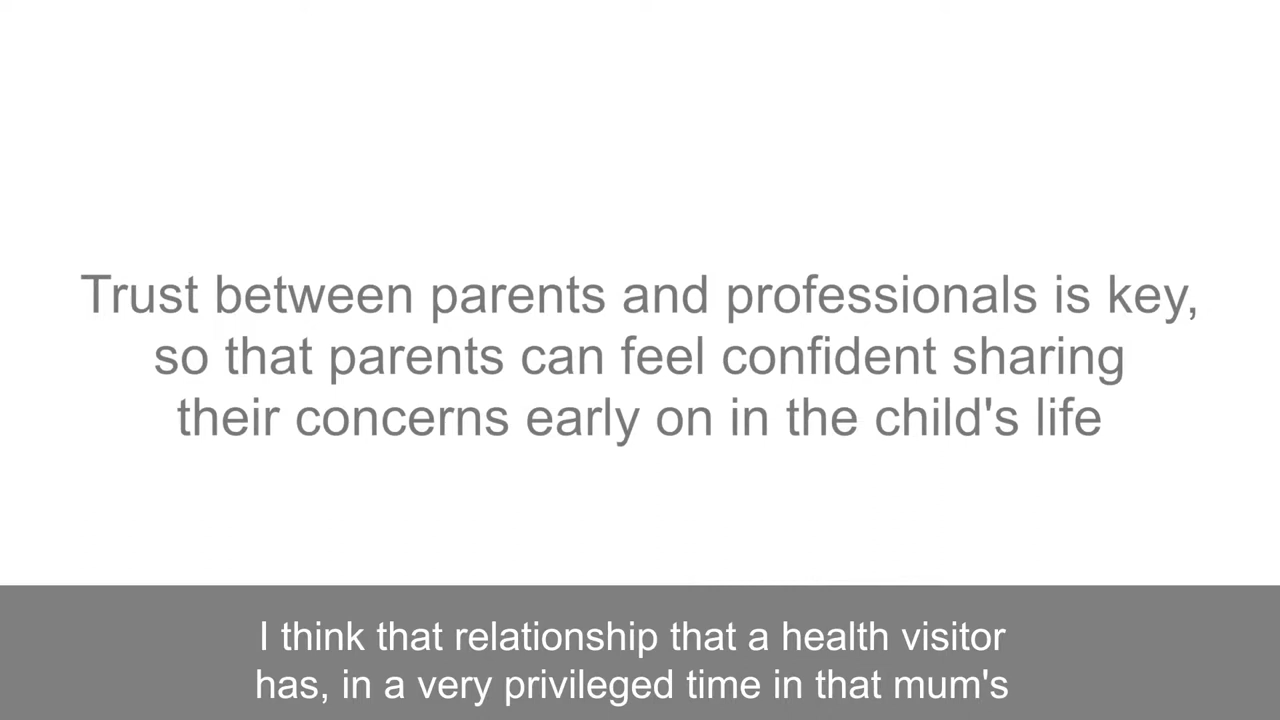 Trust between parents and professionals is key,
so that parents can feel confident sharing
their concerns early on in the child's life
I think that relationship that a health visitor
has, in a very privileged time in that mum's